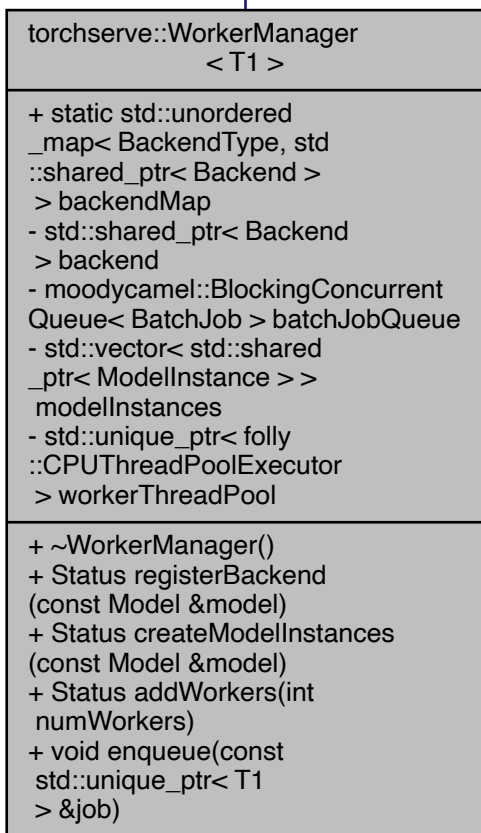 torchserve::WorkerManager
< T1 >
+ static std::unordered
_map< BackendType, std
::shared_ptr< Backend >
> backendMap
- std::shared_ptr< Backend
> backend
- moodycamel::BlockingConcurrent
Queue< BatchJob > batchJobQueue
- std::vector< std::shared
_ptr< ModelInstance > >
modelInstances
- std::unique_ptr< folly
::CPUThreadPoolExecutor
> workerThreadPool
+ ~WorkerManager()
+ Status registerBackend
(const Model &model)
+ Status createModelInstances
(const Model &model)
+ Status addWorkers(int
numWorkers)
+ void enqueue(const
std::unique_ptr< T1
> &job)